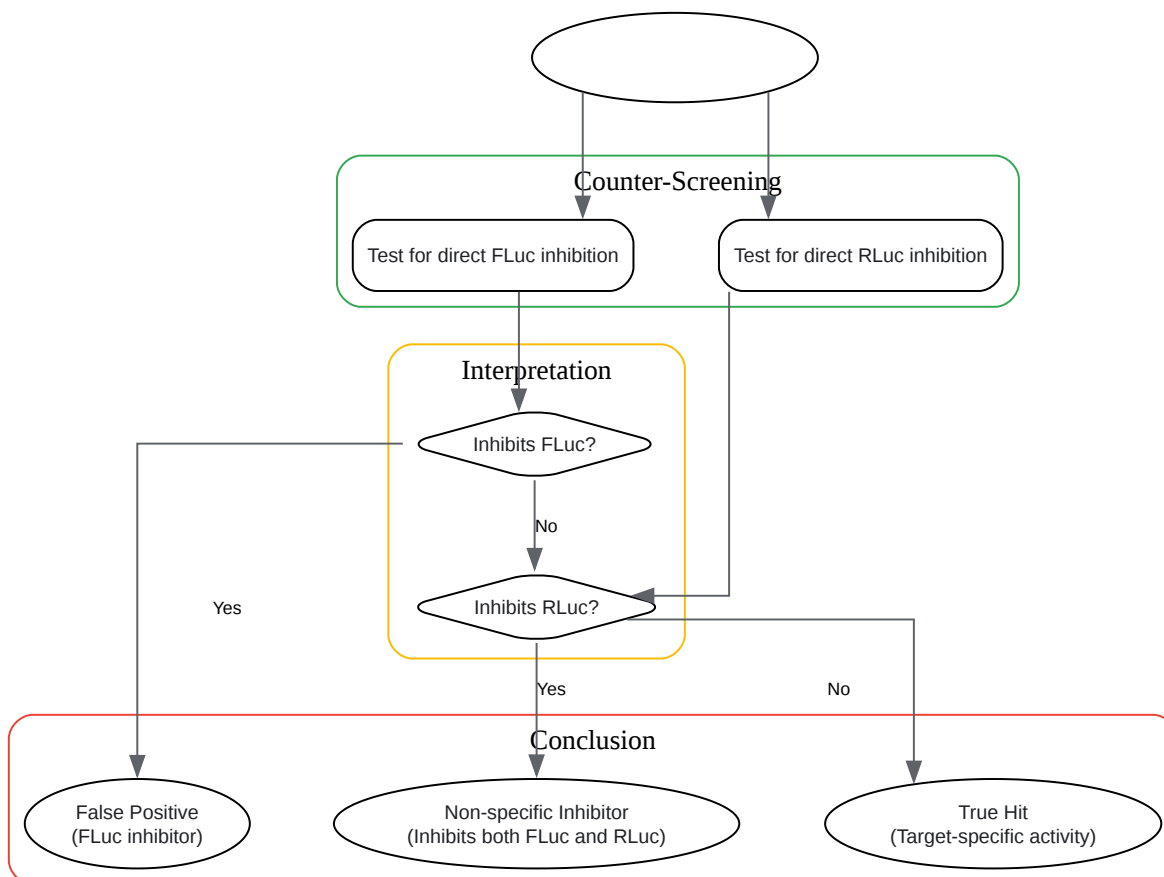 Counter-Screening
Test for direct FLuc inhibition
Test for direct RLuc inhibition
Interpretation
Inhibits FLuc?
No
Inhibits RLuc?
Yes
Yes
No
Conclusion
False Positive
(FLuc inhibitor)
Non-specific Inhibitor
(Inhibits both FLuc and RLuc)
True Hit
(Target-specific activity)